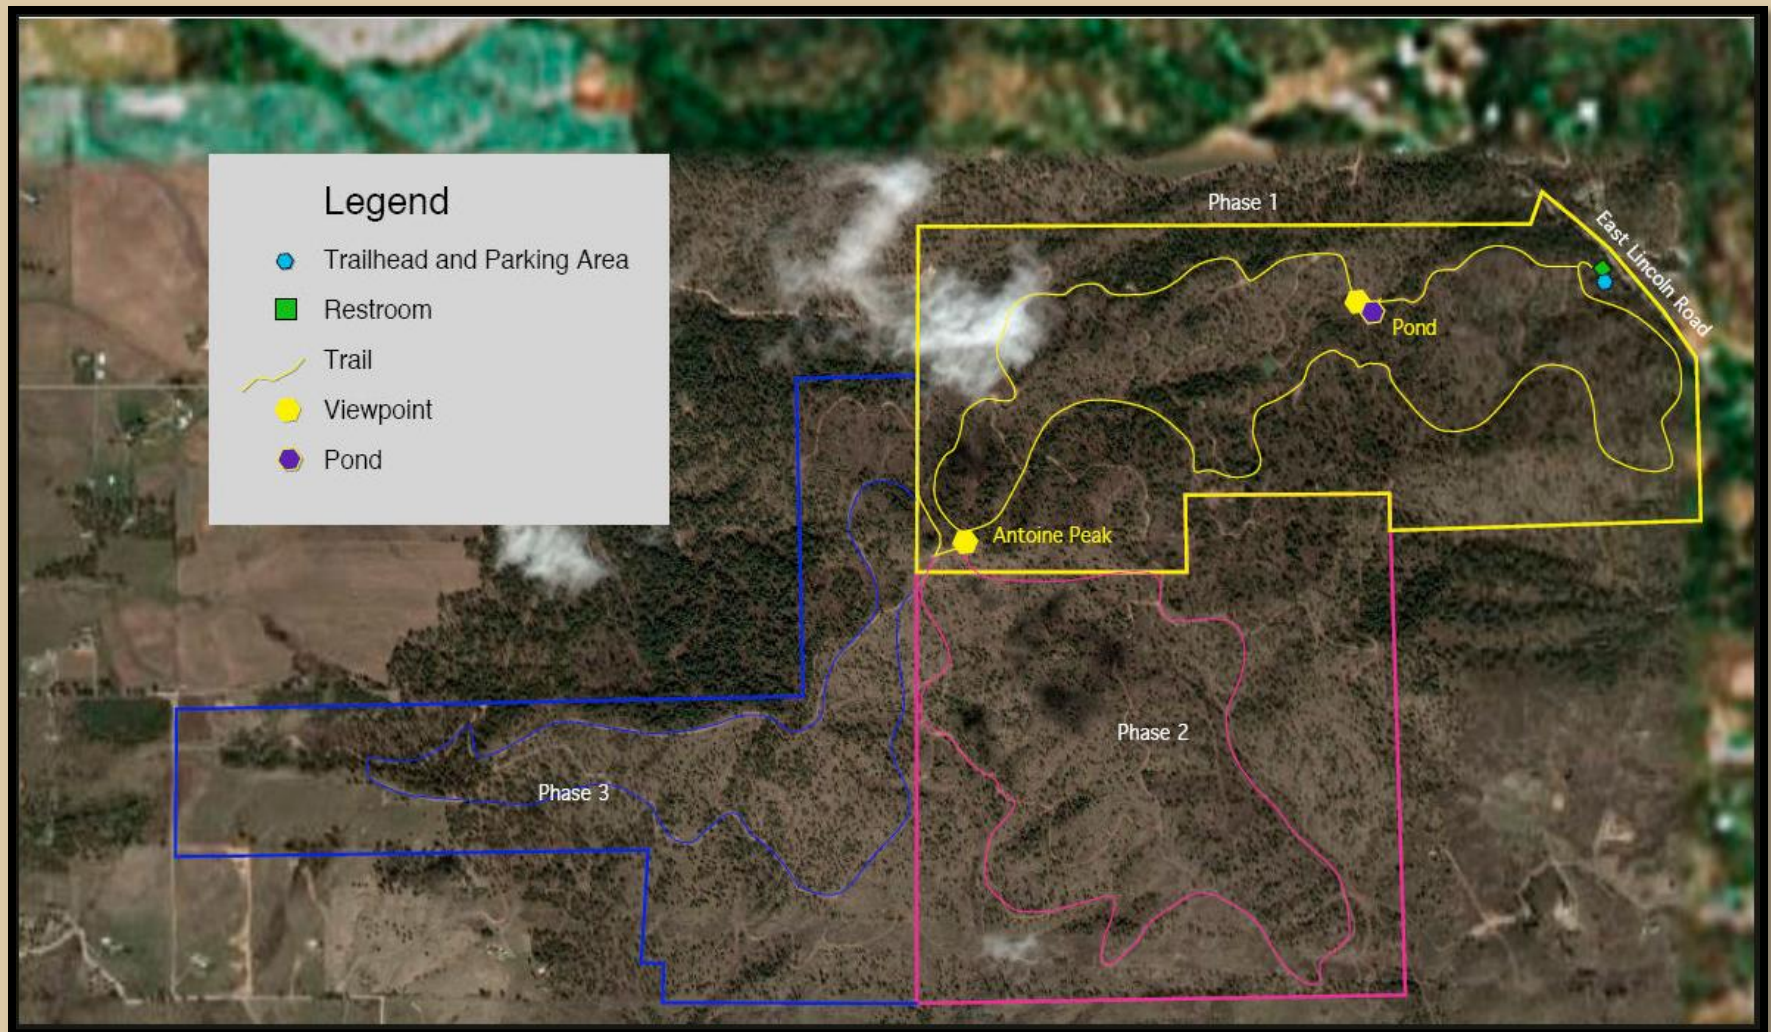 Legend
Trailhead and Parking Area
Restroom
Trail
Viewpoint
Pond
Phase 1
East Lincoln Road
Pond
Antoine Peak
Phase 2
Phase 3